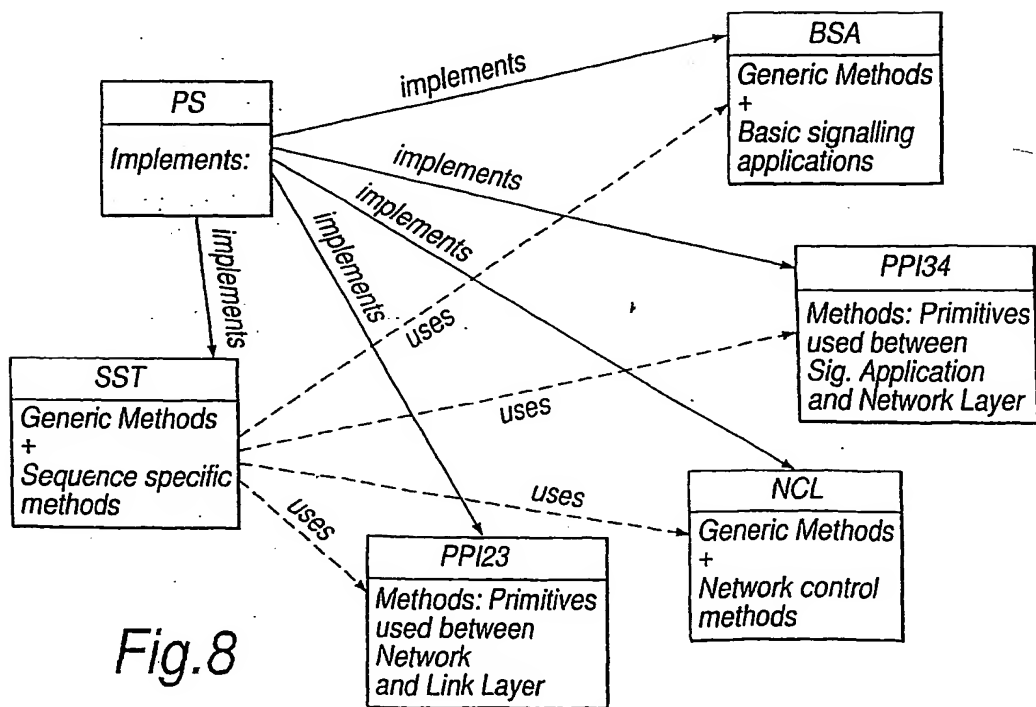 BSA
Generic Methods
+
Basic signalling
applications
implements
PS
Implements:
implements
implements
implements
implements
PPI34
Methods: Primitives
used between
Sig. Application
and Network Layer
uses
uses
SST
Generic Methods
+
Sequence specific
methods
uses
uses
NCL
Generic Methods
+
Network control
methods
PPI23
Methods: Primitives
used between
Network
and Link Layer
Fig.8